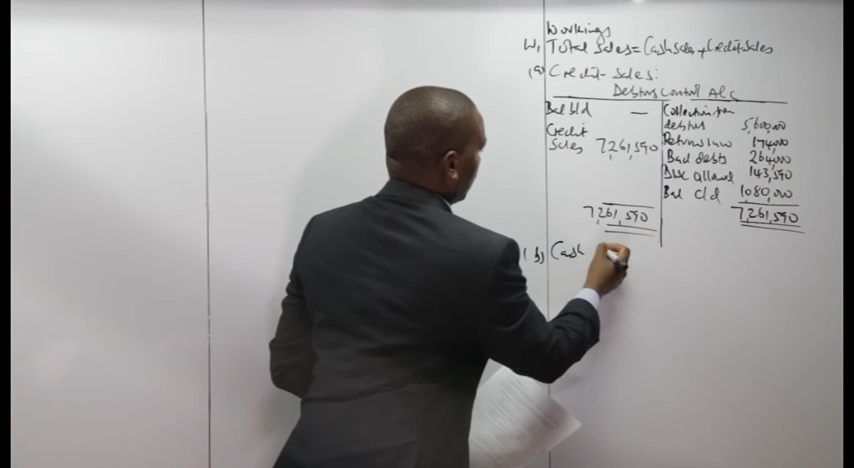 Workings
W1 Total Sales = Cash sales + Credit sales
(a) Credit- Sales:
Debtors Control A/c
Bal b/d —
Credit
Sales 7,261,590
7,261,590
Collection from
debtors 5,600,000
Returns inw 174,000
Bad debts 264,000
Disc allowed 143,590
Bal c/d 1,080,000
7,261,590
(b) Cash